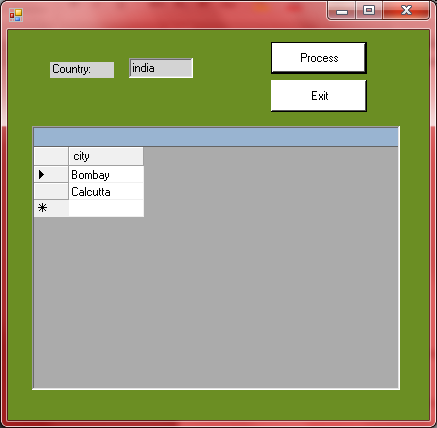 Country:
india
Process
Exit
city
Bombay
Calcutta